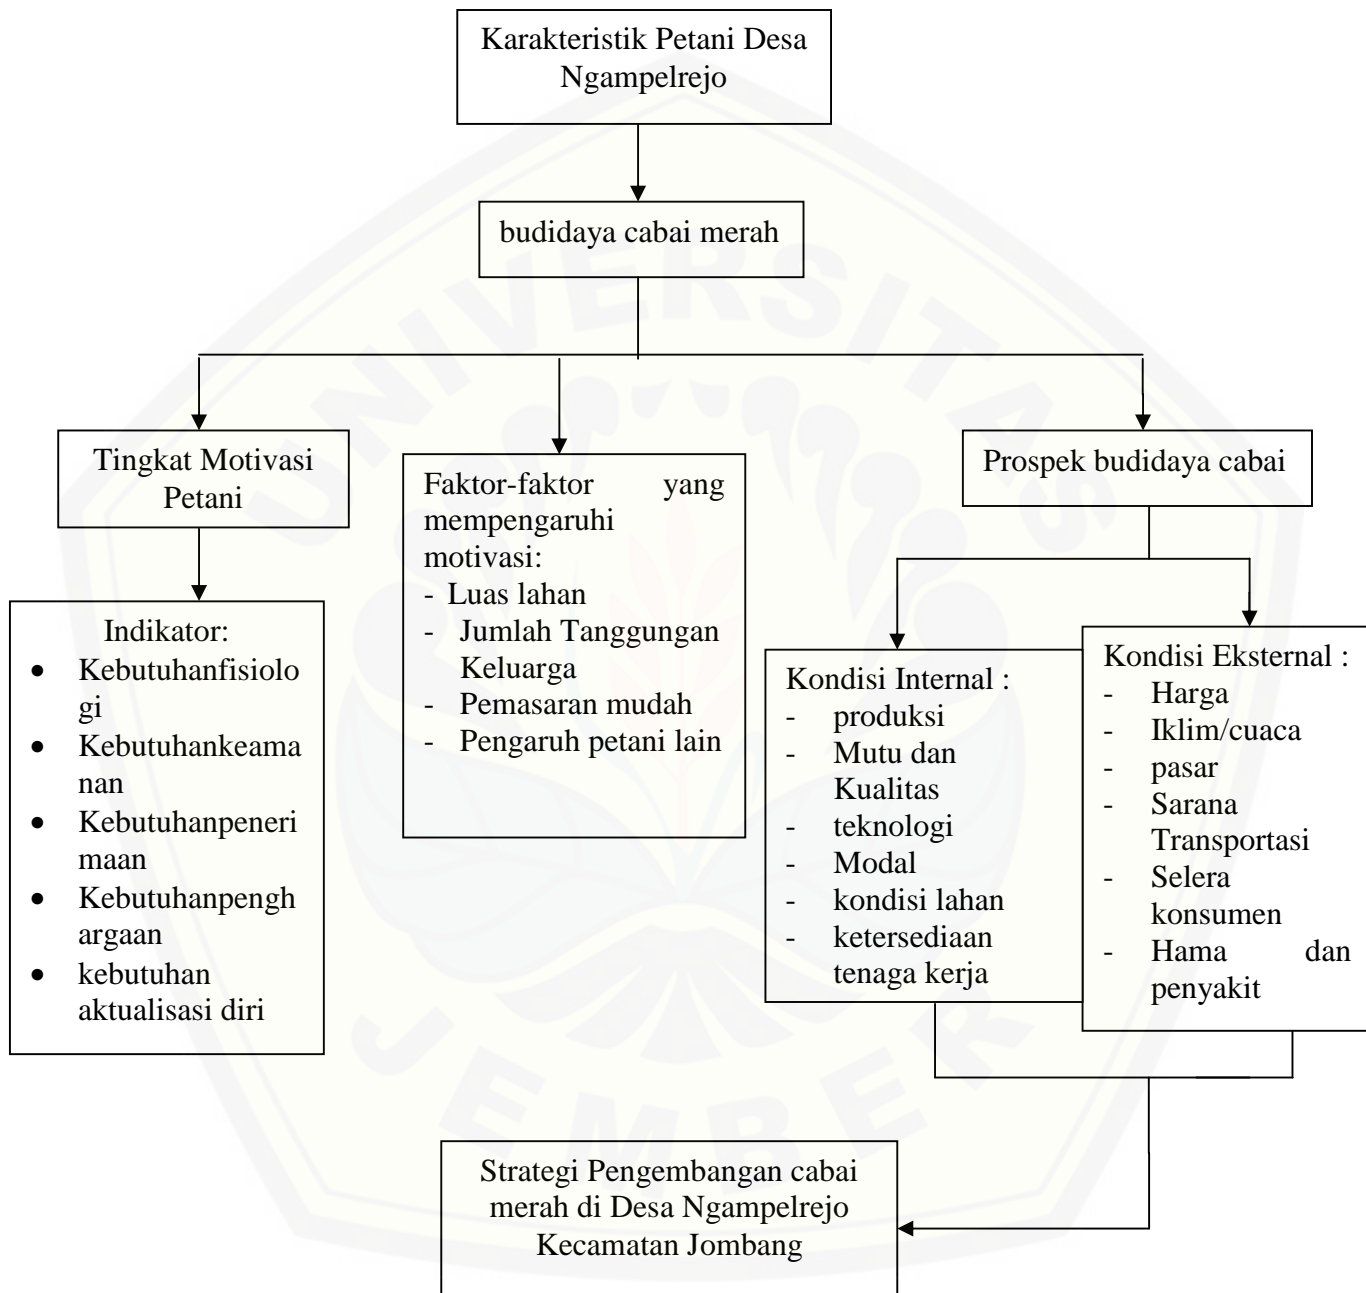 Karakteristik Petani Desa
Ngampelrejo
budidaya cabai merah
Tingkat Motivasi
Petani
Faktor-faktor yang
mempengaruhi
motivasi:
- Luas lahan
- Jumlah Tanggungan
Keluarga
- Pemasaran mudah
- Pengaruh petani lain
Prospek budidaya cabai
Indikator:
• Kebutuhanfisiolo
gi
• Kebutuhankeama
nan
• Kebutuhanpeneri
maan
• Kebutuhanpengh
argaan
• kebutuhan
aktualisasi diri
Kondisi Internal :
- produksi
- Mutu dan
Kualitas
- teknologi
- Modal
- kondisi lahan
- ketersediaan
tenaga kerja
Kondisi Eksternal :
- Harga
- Iklim/cuaca
- pasar
- Sarana
Transportasi
- Selera
konsumen
- Hama dan
penyakit
Strategi Pengembangan cabai
merah di Desa Ngampelrejo
Kecamatan Jombang
UNIVERSITAS
JEMBER